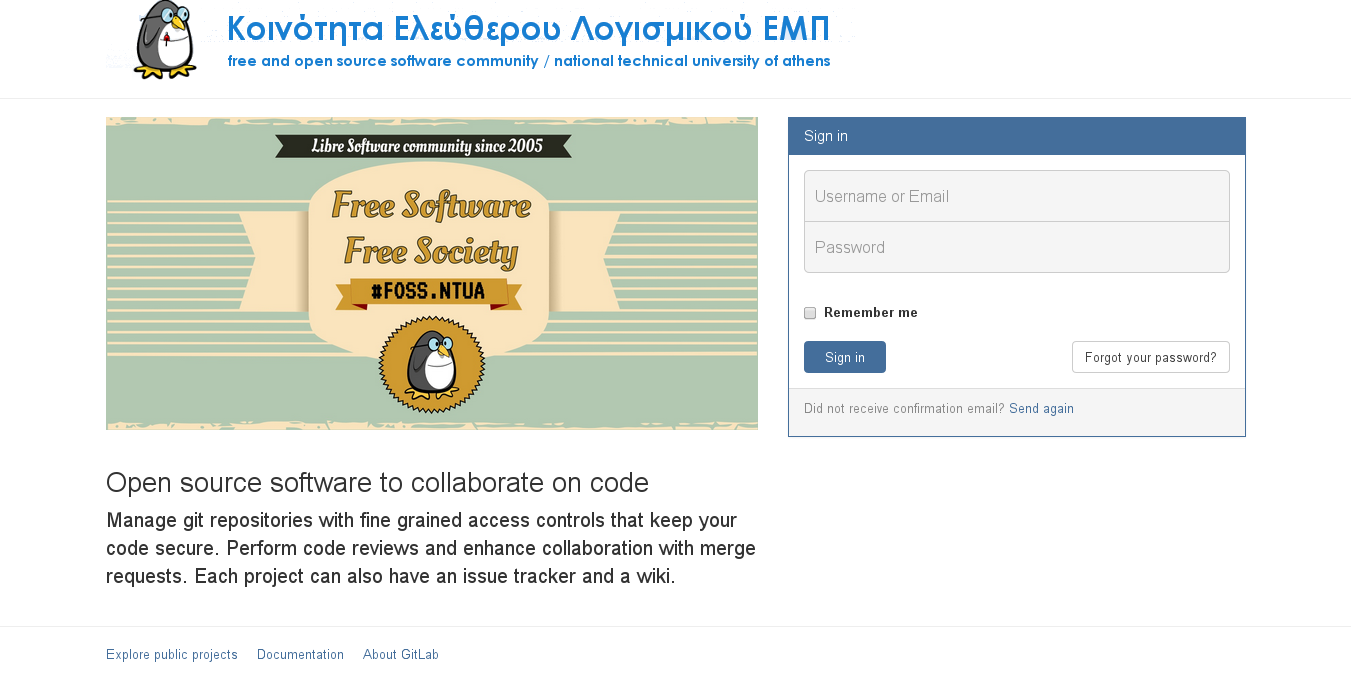 Κοινότητα Ελεύθερου Λογισμικού ΕΜΠ
free and open source software community / national technical university of athens
Libre Software community since 2005
Free Software
Free Society
#FOSS.NTUA
Sign in
Username or Email
Password
Remember me
Sign in
Forgot your password?
Did not receive confirmation email? Send again
Open source software to collaborate on code
Manage git repositories with fine grained access controls that keep your
code secure. Perform code reviews and enhance collaboration with merge
requests. Each project can also have an issue tracker and a wiki.
Explore public projects Documentation About GitLab